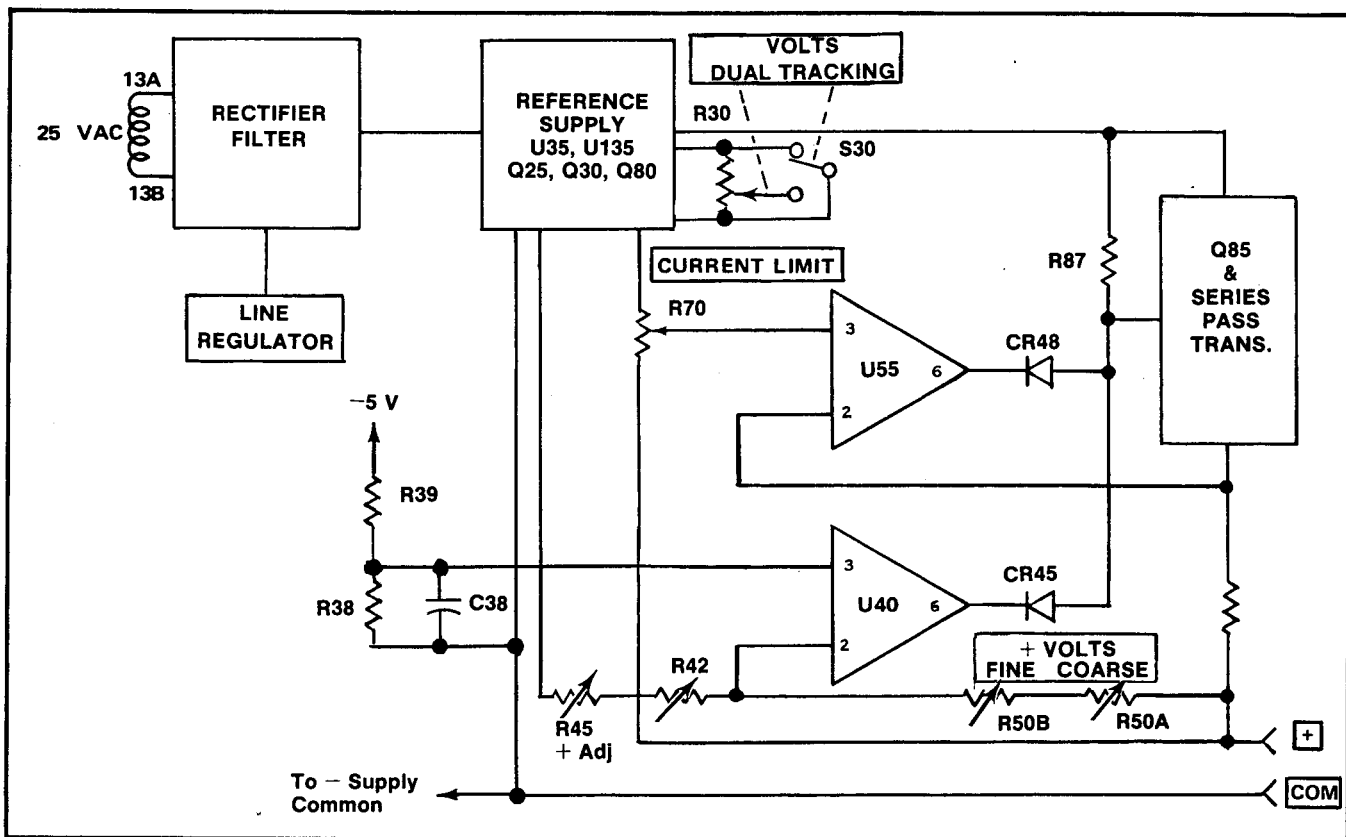 VOLTS
DUAL TRACKING
13A
25 VAC
13B
RECTIFIER
FILTER
REFERENCE
SUPPLY
U35, U135
Q25, Q30, Q80
R30
S30
LINE
REGULATOR
CURRENT LIMIT
R70
3
U55
6
2
CR48
R87
Q85
&
SERIES
PASS
TRANS.
−5 V
R39
R38
C38
3
U40
6
2
CR45
+ VOLTS
FINE COARSE
R42
R45
+ Adj
R50B
R50A
+
To − Supply
Common
COM